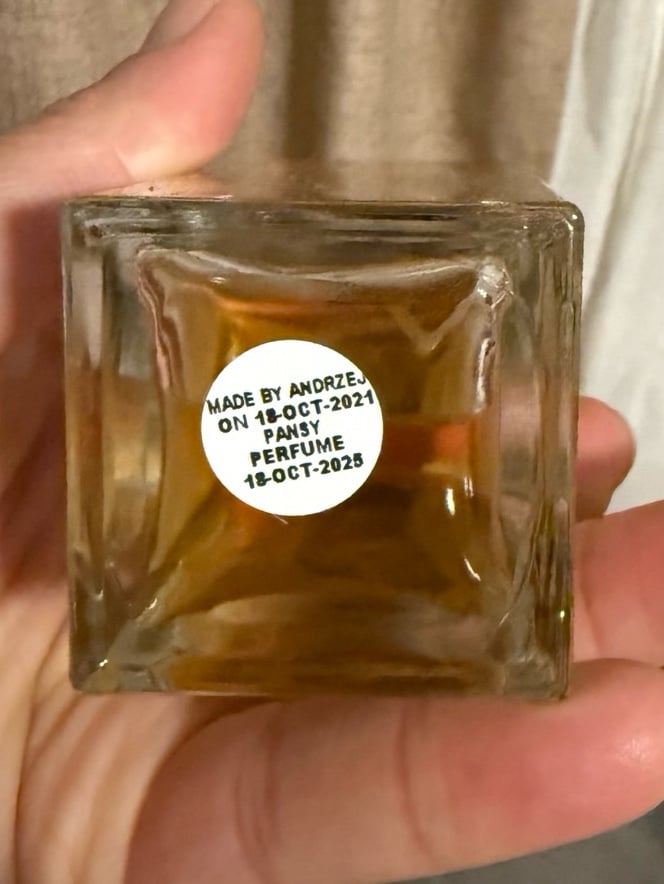 MADE BY ANDRZEJ
ON 18-OCT-2021
PANSY
PERFUME
18-OCT-2025